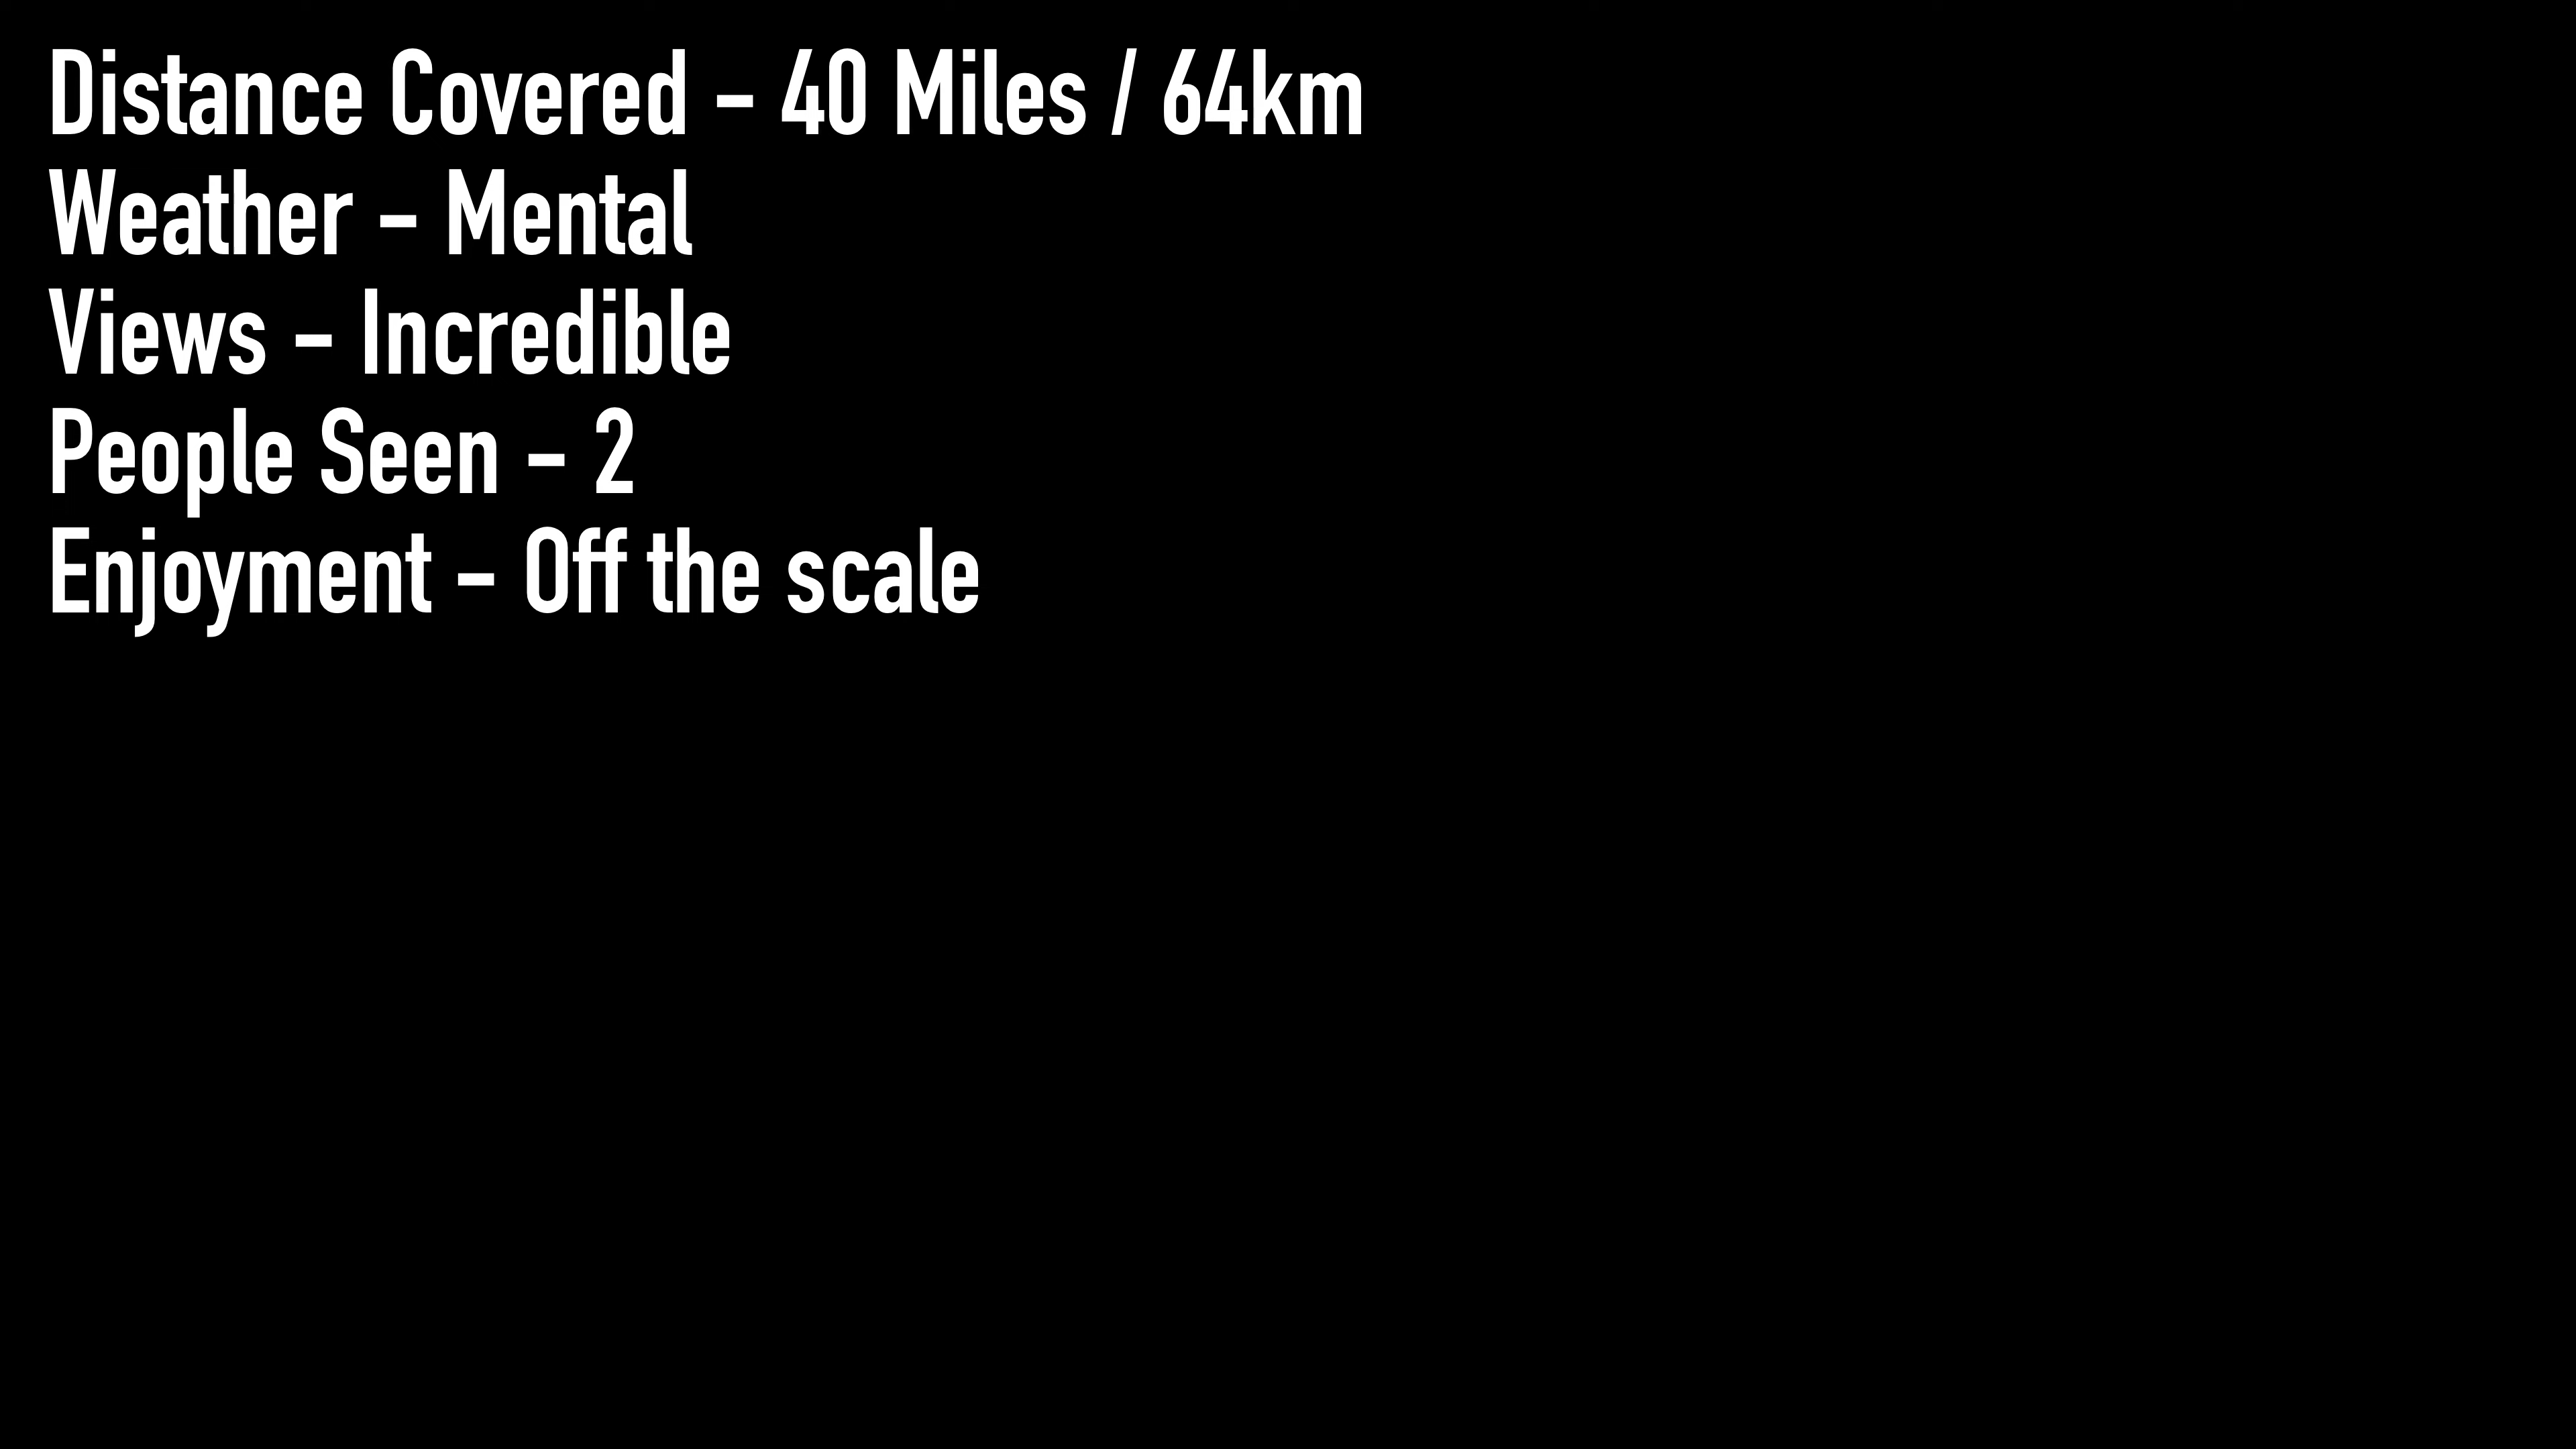 Distance Covered - 40 Miles / 64km
Weather - Mental
Views - Incredible
People Seen - 2
Enjoyment - Off the scale